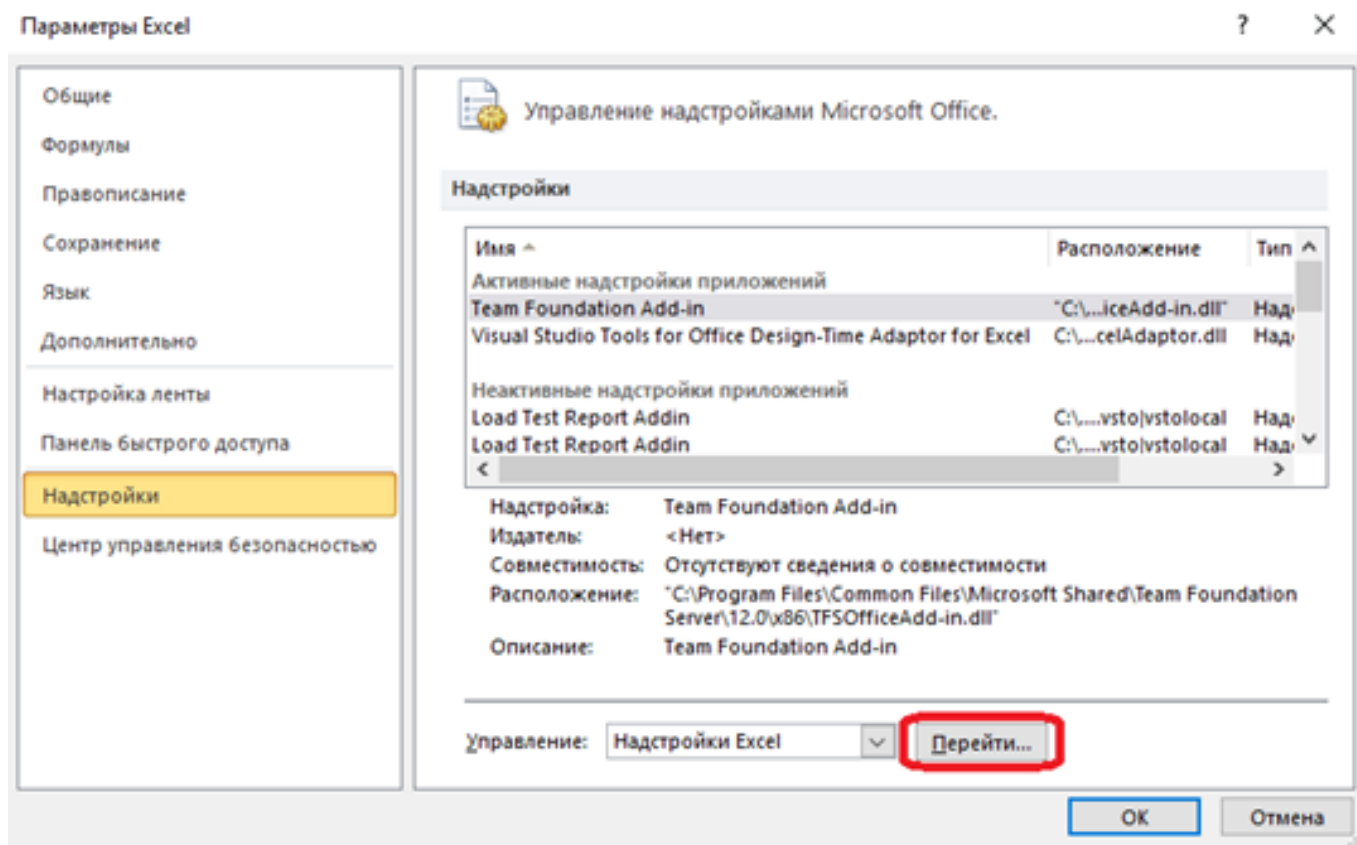 Параметры Excel
Общие
Формулы
Правописание
Сохранение
Язык
Дополнительно
Настройка ленты
Панель быстрого доступа
Надстройки
Центр управления безопасностью
Управление надстройками Microsoft Office.
Надстройки
Имя Расположение Тип
Активные надстройки приложений
Team Foundation Add-in "C:\...iceAdd-in.dll" Над
Visual Studio Tools for Office Design-Time Adaptor for Excel C:\...celAdaptor.dll Над
Неактивные надстройки приложений
Load Test Report Addin C:\....vsto|vstolocal Над
Load Test Report Addin C:\....vsto|vstolocal Над
Надстройка: Team Foundation Add-in
Издатель: <Нет>
Совместимость: Отсутствуют сведения о совместимости
Расположение: "C:\Program Files\Common Files\Microsoft Shared\Team Foundation
Server\12.0\x86\TFSOfficeAdd-in.dll"
Описание: Team Foundation Add-in
Управление: Надстройки Excel Перейти...
ОК Отмена